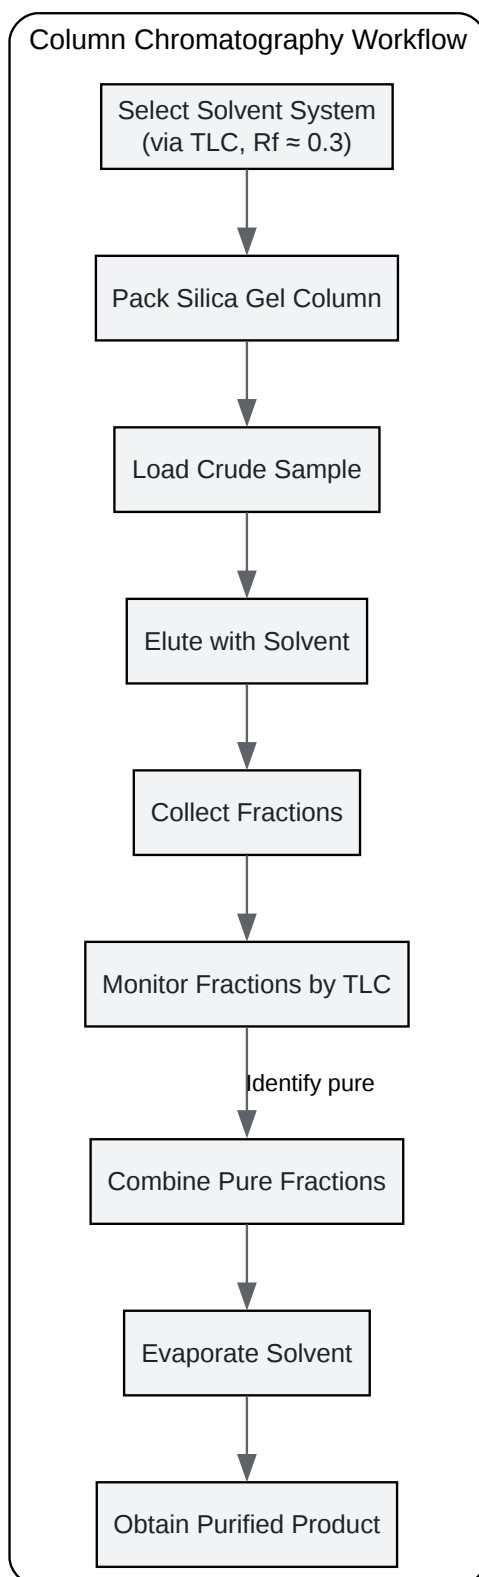 Column Chromatography Workflow
Select Solvent System
(via TLC, Rf ≈ 0.3)
Pack Silica Gel Column
Load Crude Sample
Elute with Solvent
Collect Fractions
Monitor Fractions by TLC
Identify pure
Combine Pure Fractions
Evaporate Solvent
Obtain Purified Product